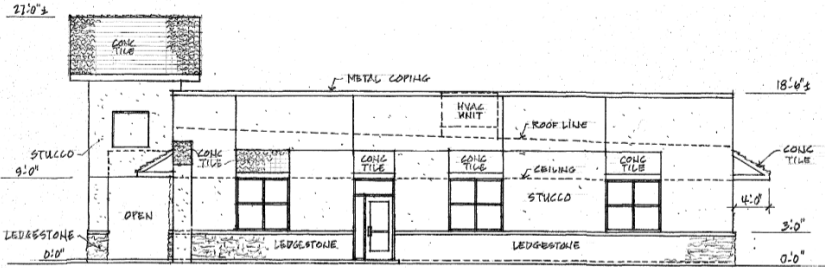 27'-0" ±
CONC
TILE
METAL COPING
18'-6" ±
HVAC
UNIT
ROOF LINE
STUCCO
CONC
TILE
CONC
TILE
CONC
TILE
CONC
TILE
CONC
TILE
9'-0"
CEILING
STUCCO
4'-0"
OPEN
LEDGESTONE
LEDGESTONE
LEDGESTONE
3'-0"
0'-0"
0'-0"